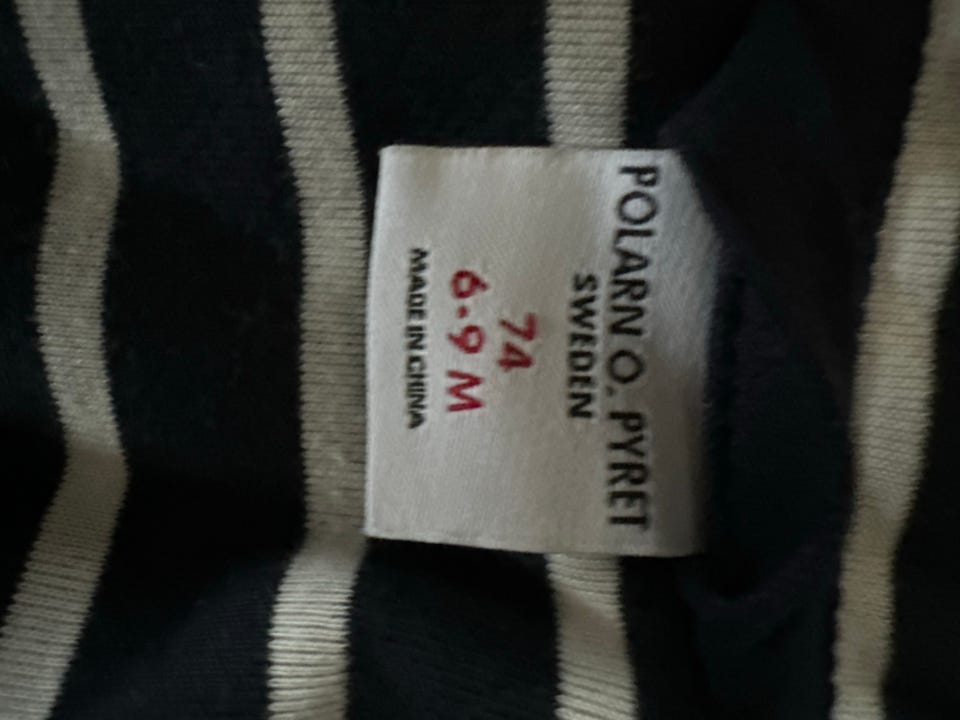 POLARN O. PYRET
SWEDEN
74
6-9 M
MADE IN CHINA